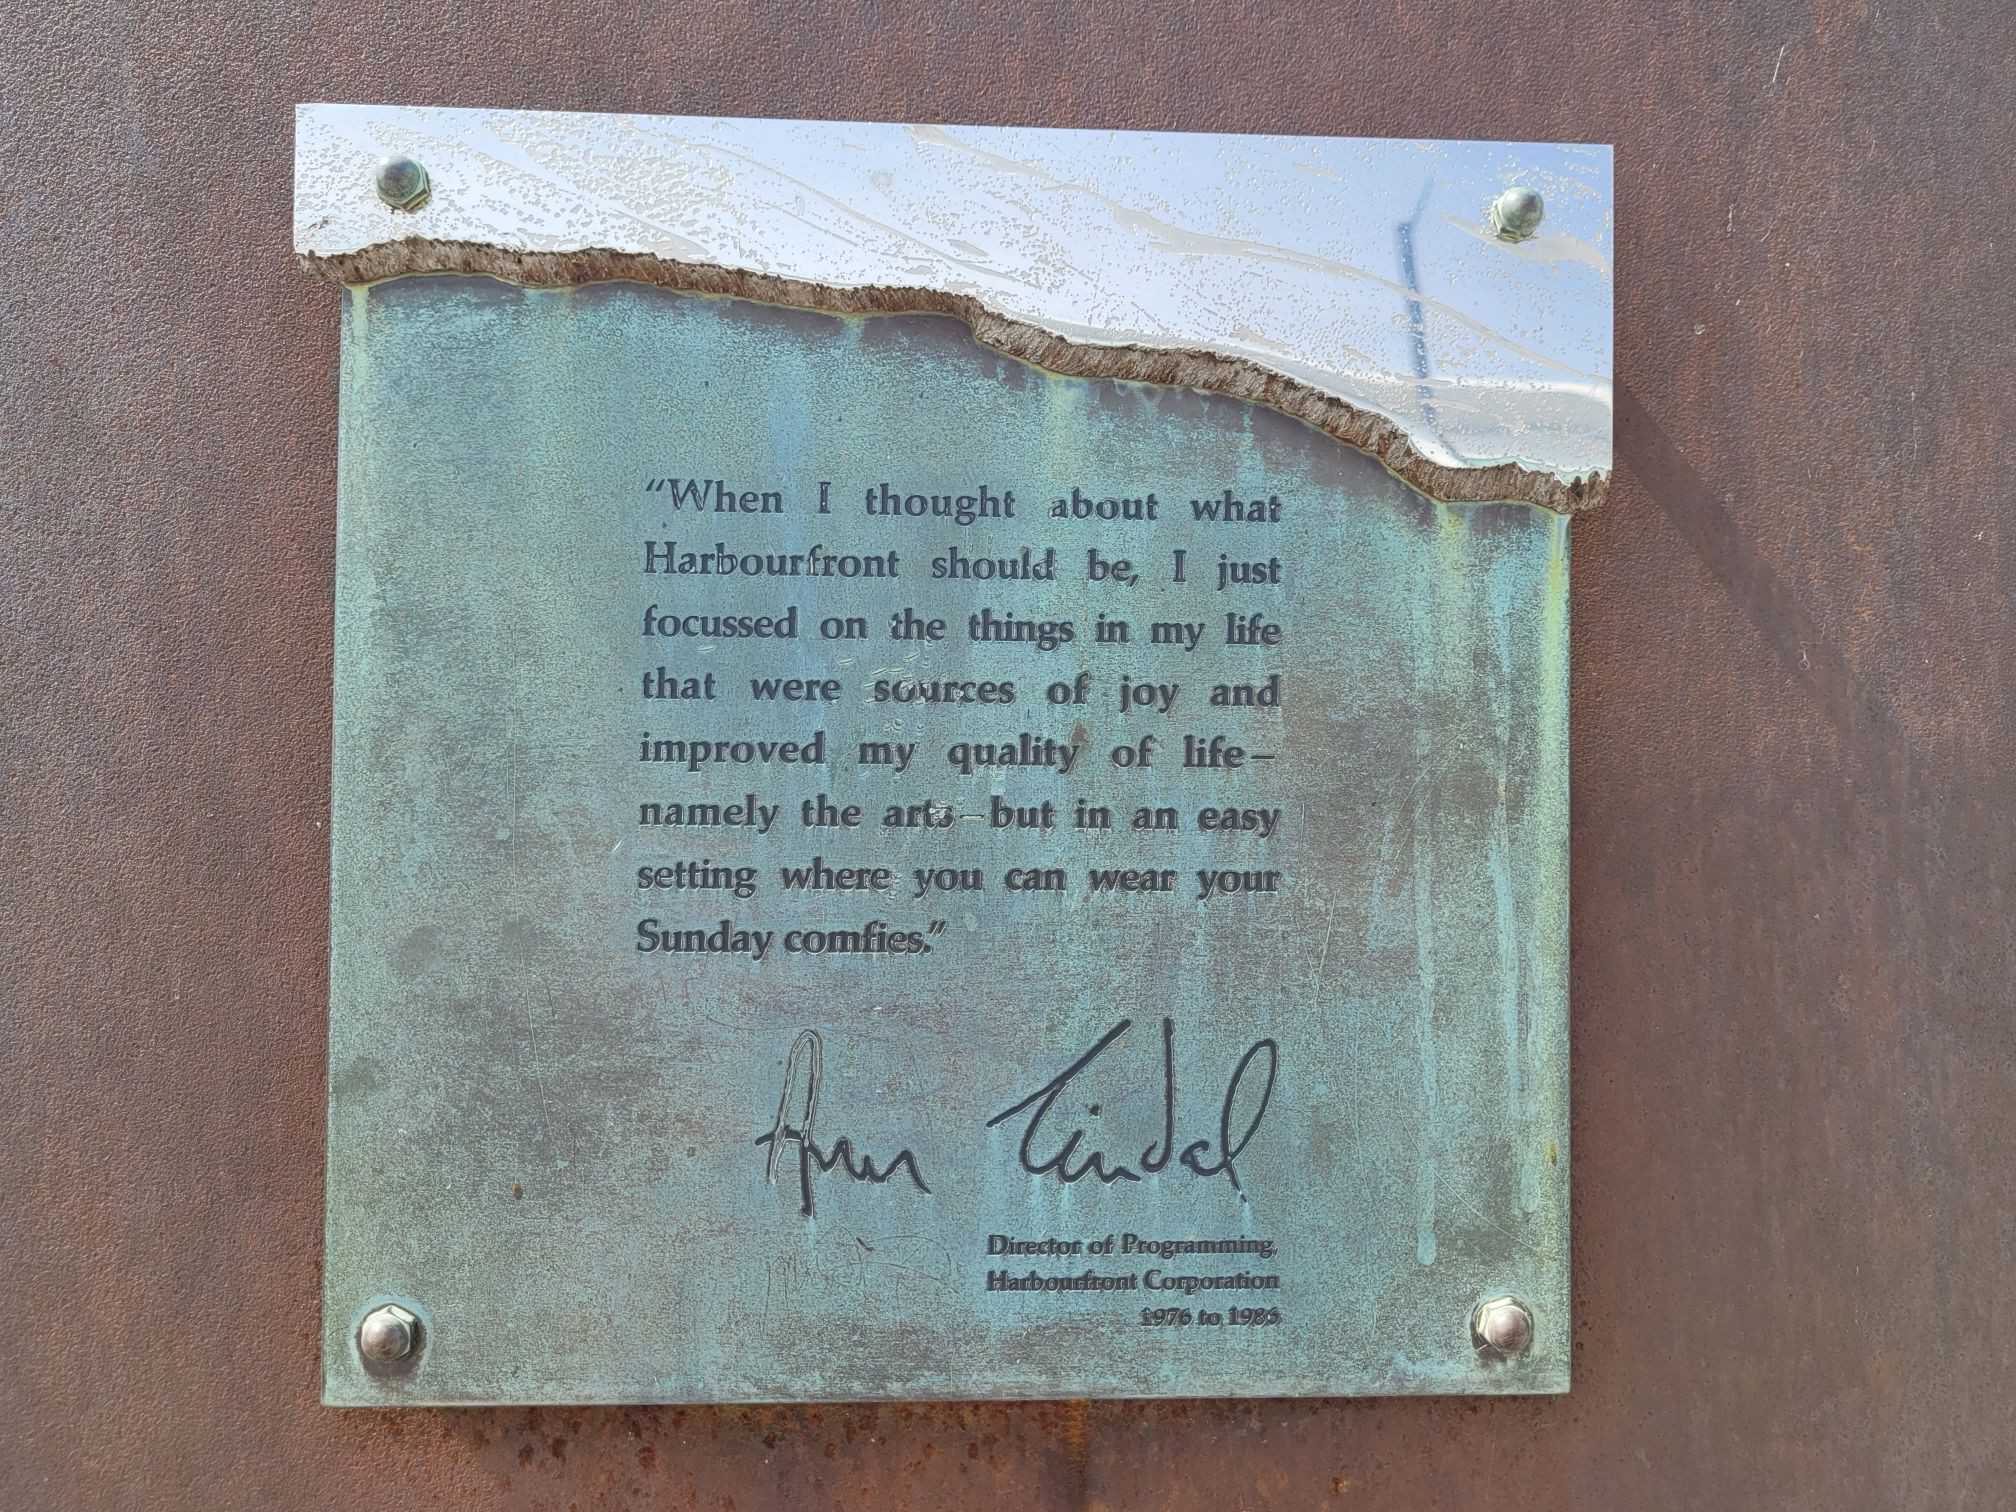 “When I thought about what
Harbourfront should be, I just
focussed on the things in my life
that were sources of joy and
improved my quality of life–
namely the arts–but in an easy
setting where you can wear your
Sunday comfies.”
Ann Tindal
Director of Programming,
Harbourfront Corporation
1976 to 1986